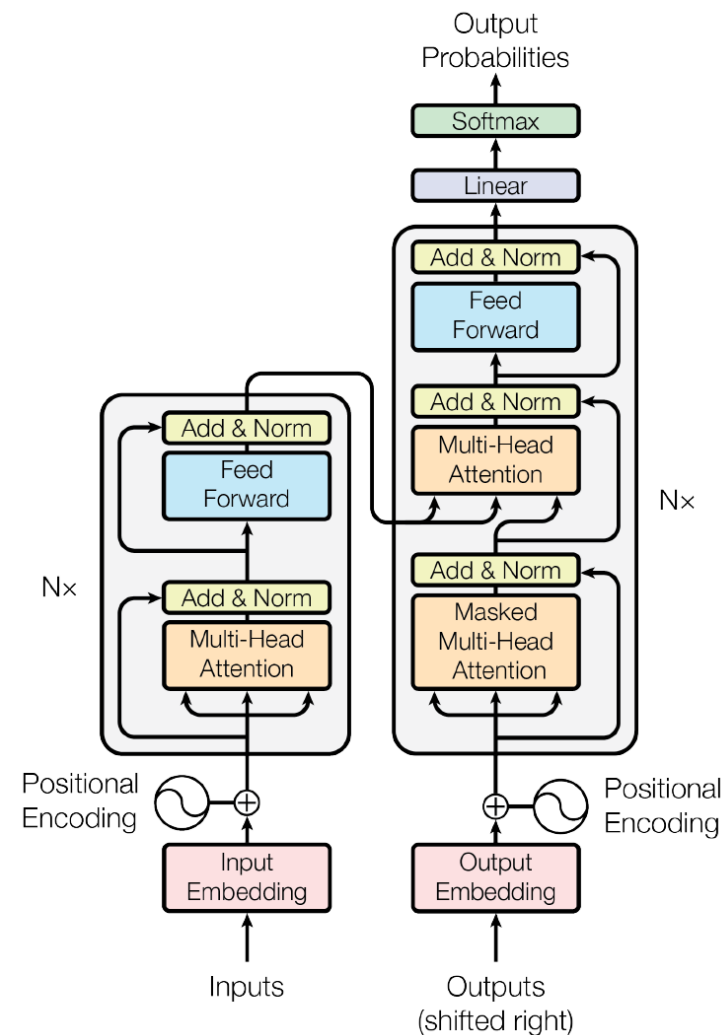 Output
Probabilities
Softmax
Linear
Add & Norm
Feed
Forward
Add & Norm
Multi-Head
Attention
Add & Norm
Masked
Multi-Head
Attention
N×
Add & Norm
Feed
Forward
Add & Norm
Multi-Head
Attention
N×
Positional
Encoding
Positional
Encoding
Input
Embedding
Output
Embedding
Inputs
Outputs
(shifted right)